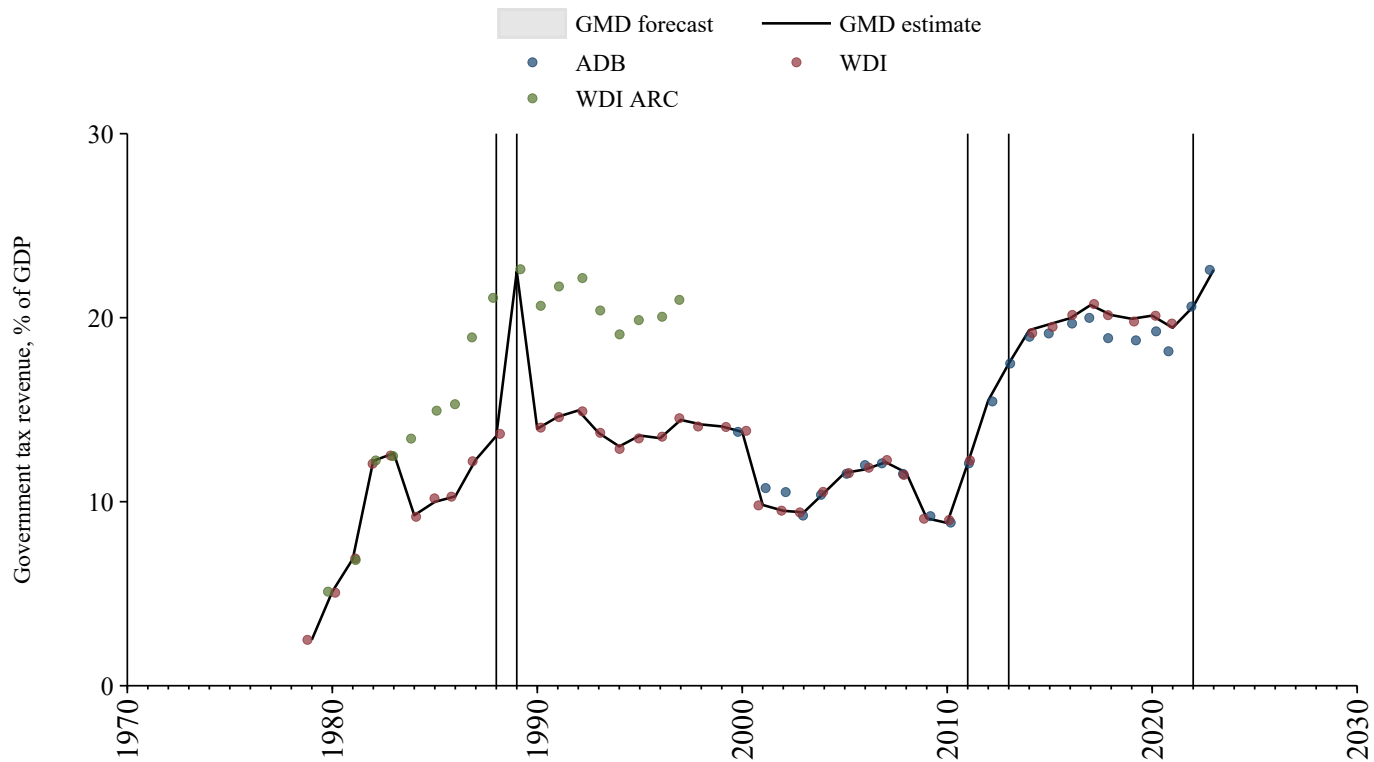 GMD forecast GMD estimate
ADB WDI
WDI ARC
Government tax revenue, % of GDP
30
20
10
0
1970 1980 1990 2000 2010 2020 2030